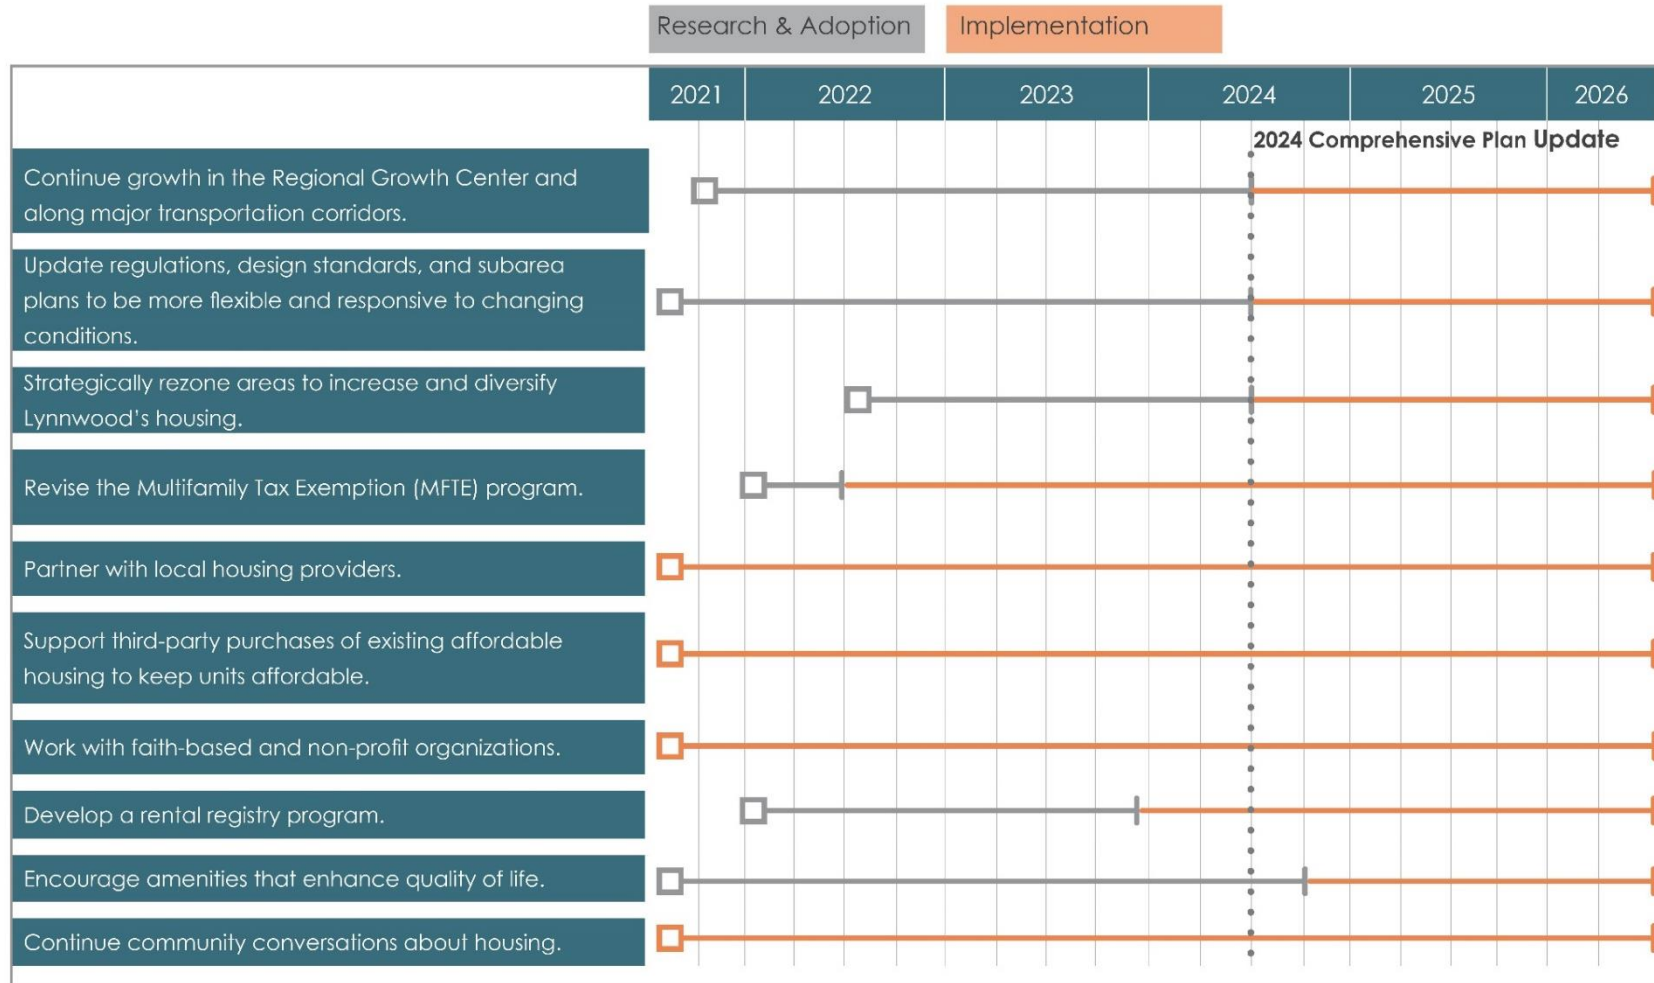 Research & Adoption
Implementation
2021
2022
2023
2024
2025
2026
2024 Comprehensive Plan Update
Continue growth in the Regional Growth Center and
along major transportation corridors.
Update regulations, design standards, and subarea
plans to be more flexible and responsive to changing
conditions.
Strategically rezone areas to increase and diversify
Lynnwood’s housing.
Revise the Multifamily Tax Exemption (MFTE) program.
Partner with local housing providers.
Support third-party purchases of existing affordable
housing to keep units affordable.
Work with faith-based and non-profit organizations.
Develop a rental registry program.
Encourage amenities that enhance quality of life.
Continue community conversations about housing.